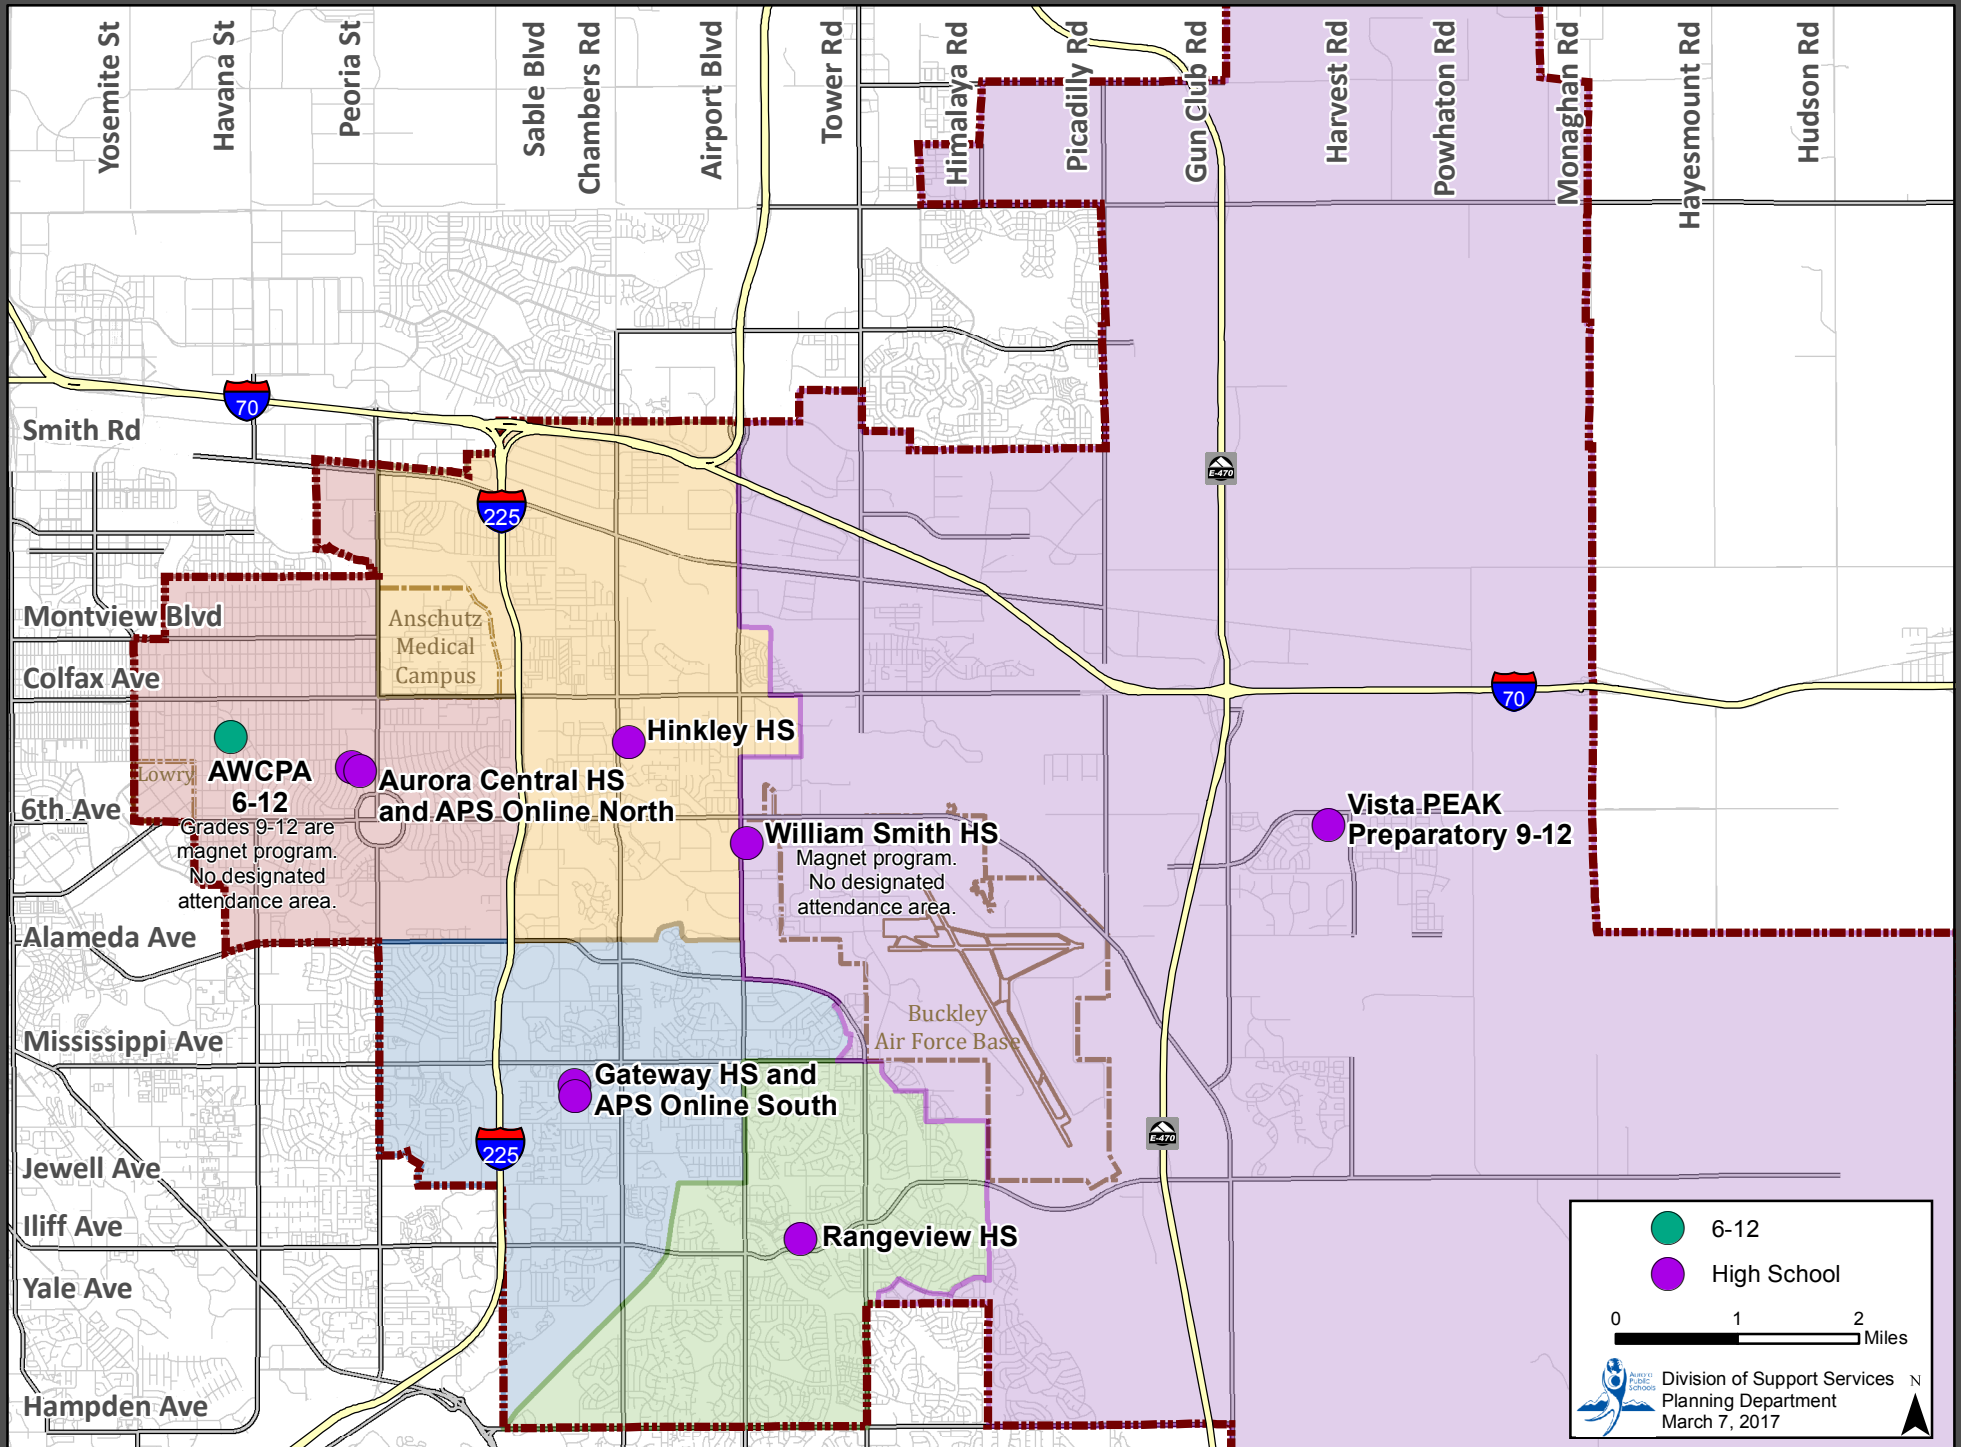 Yosemite St
Havana St
Peoria St
Sable Blvd
Chambers Rd
Airport Blvd
Tower Rd
Himalaya Rd
Picadilly Rd
Gun Club Rd
Harvest Rd
Powhaton Rd
Monaghan Rd
Hayesmount Rd
Hudson Rd
70
Smith Rd
E-470
225
Montview Blvd
Anschutz
Medical
Campus
Colfax Ave
70
Hinkley HS
Lowry
AWCPA
6-12
Grades 9-12 are
magnet program.
No designated
attendance area.
Aurora Central HS
and APS Online North
6th Ave
William Smith HS
Magnet program.
No designated
attendance area.
Vista PEAK
Preparatory 9-12
Alameda Ave
Buckley
Air Force Base
Mississippi Ave
Gateway HS and
APS Online South
E-470
225
Jewell Ave
Iliff Ave
Rangeview HS
Yale Ave
Hampden Ave
6-12
High School
0 1 2
Miles
Aurora
Public
Schools
Division of Support Services
Planning Department
March 7, 2017
N